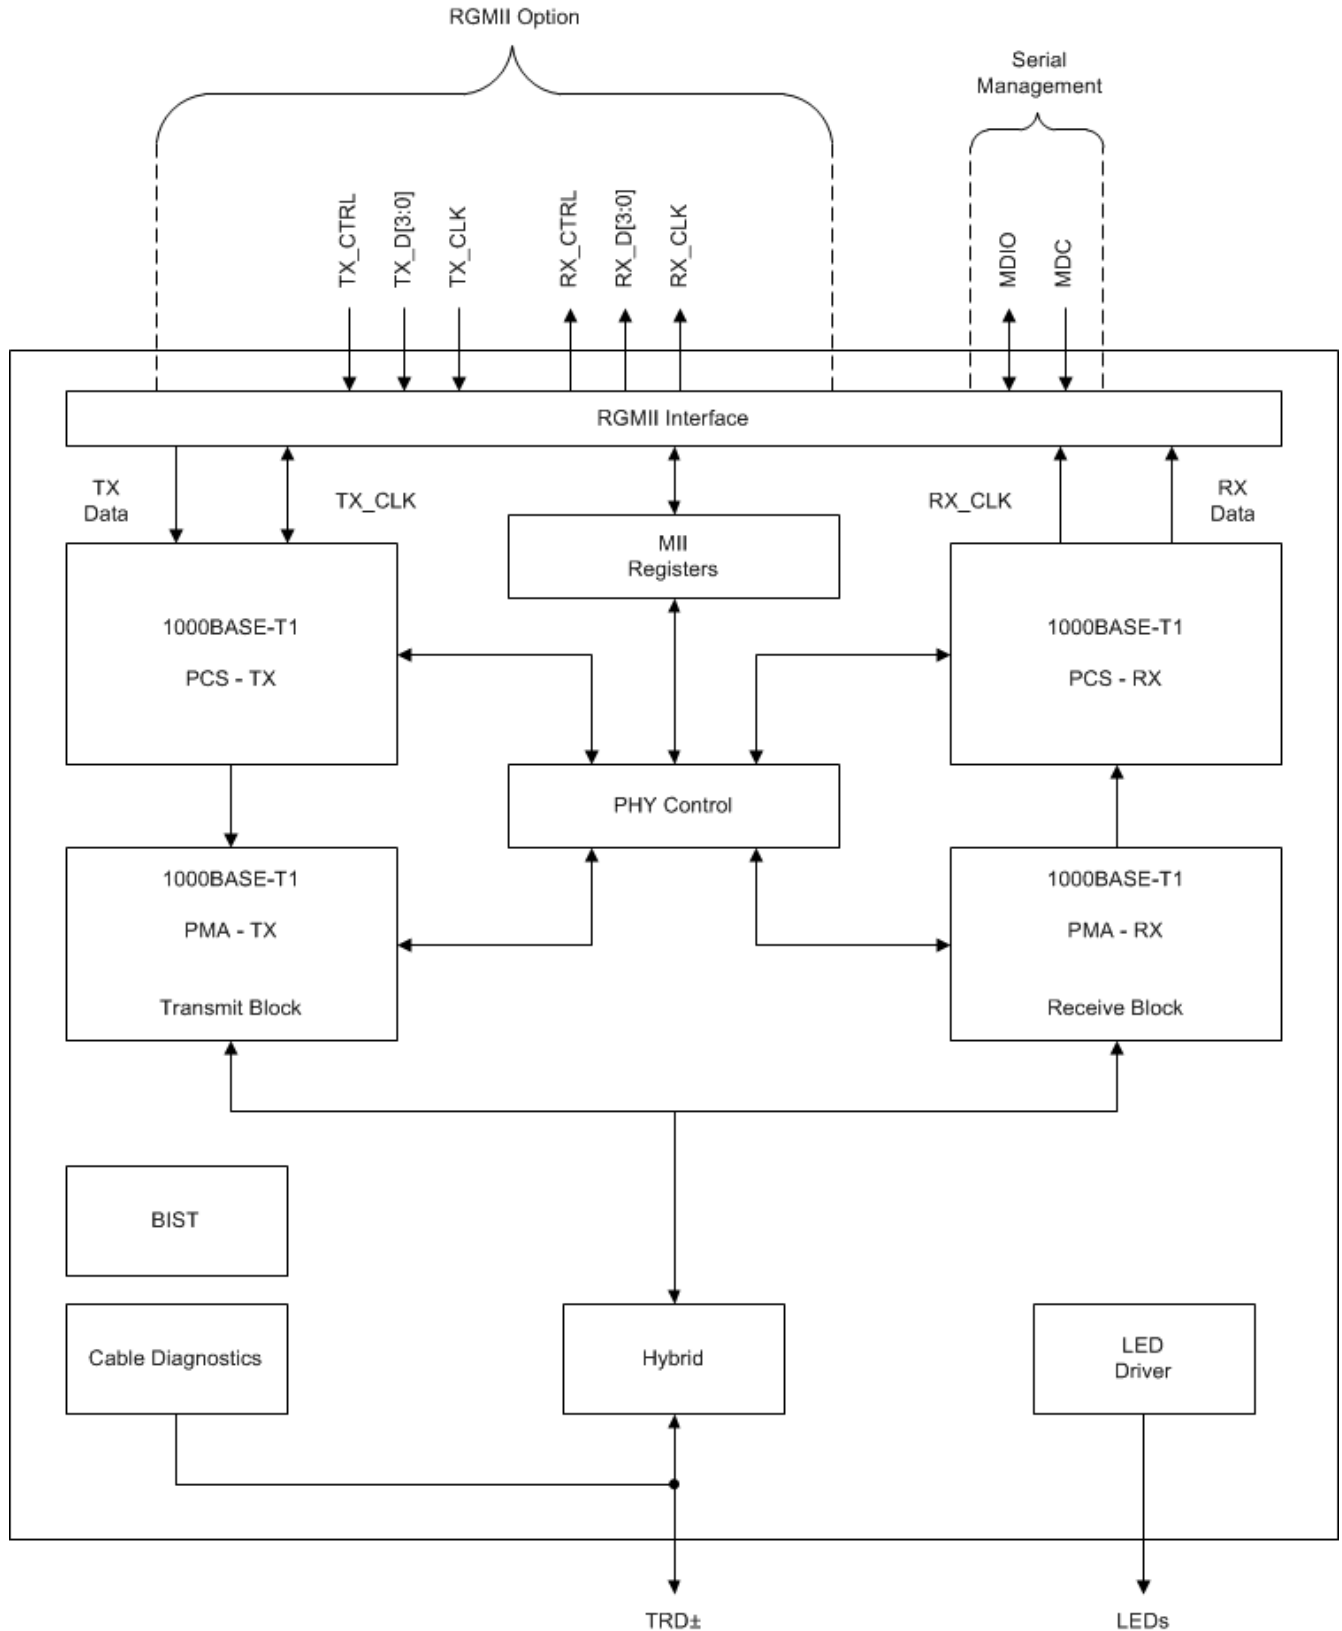 RGMII Option
Serial
Management
TX_CTRL
TX_D[3:0]
TX_CLK
RX_CTRL
RX_D[3:0]
RX_CLK
MDIO
MDC
RGMII Interface
TX
Data
TX_CLK
RX_CLK
RX
Data
MII
Registers
1000BASE-T1
PCS - TX
1000BASE-T1
PCS - RX
PHY Control
1000BASE-T1
PMA - TX
Transmit Block
1000BASE-T1
PMA - RX
Receive Block
BIST
Cable Diagnostics
Hybrid
LED
Driver
TRD±
LEDs